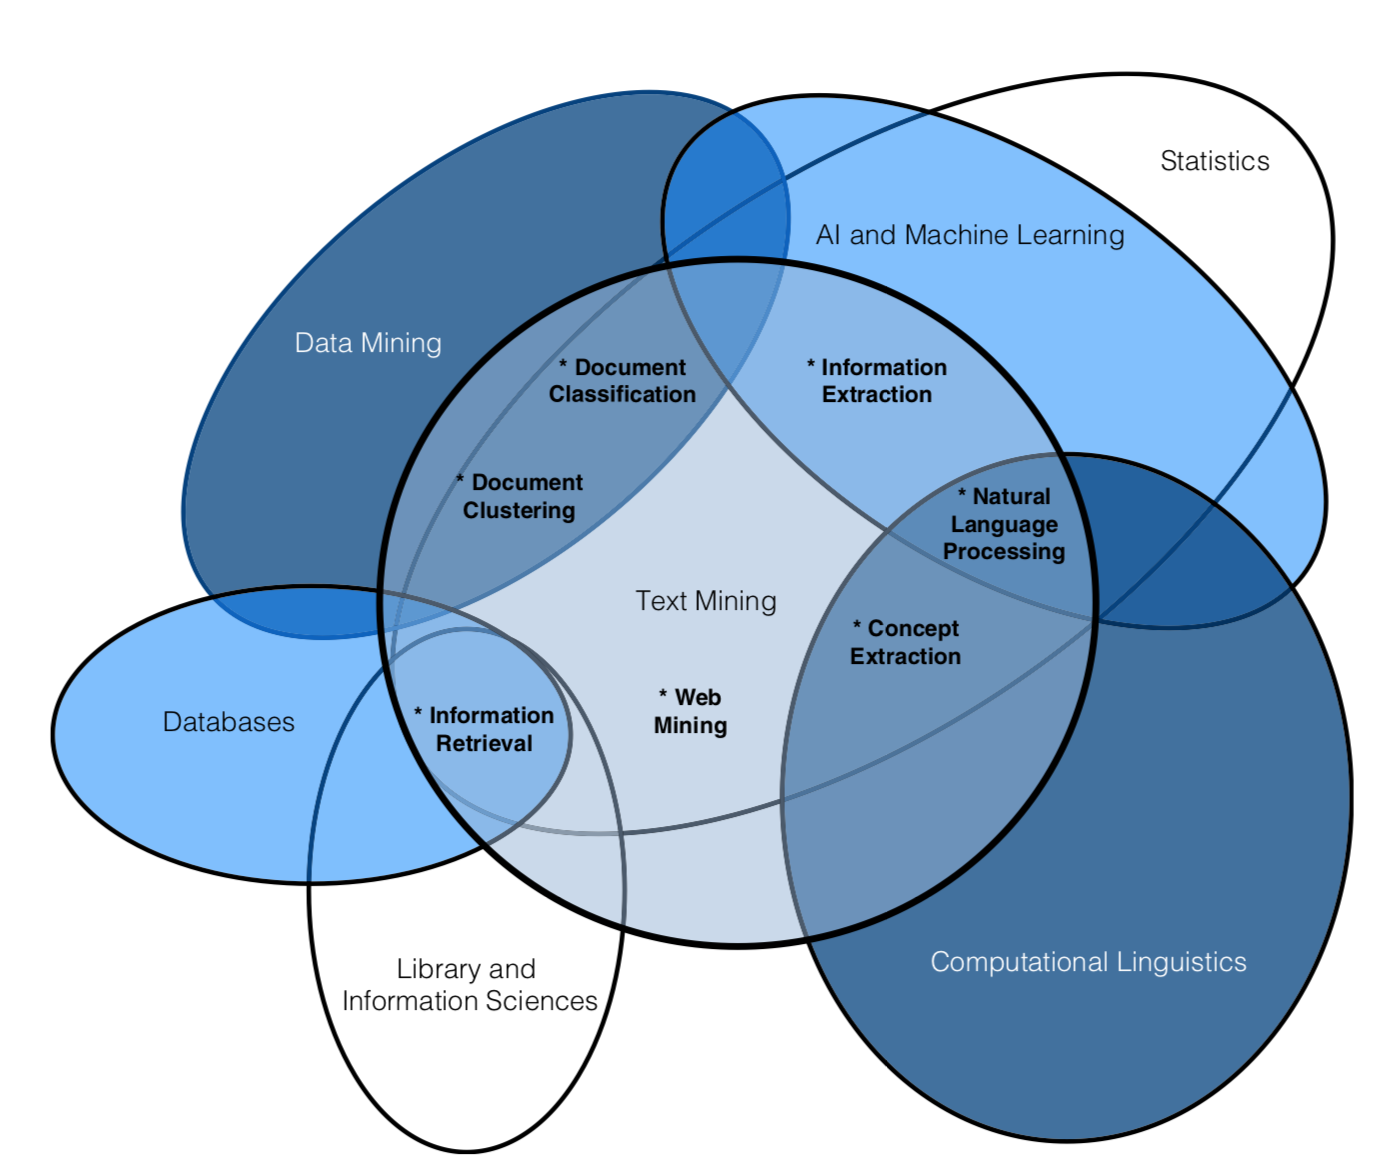 Statistics
AI and Machine Learning
Data Mining
* Document
Classification
* Information
Extraction
* Document
Clustering
* Natural
Language
Processing
Text Mining
* Concept
Extraction
* Web
Mining
Databases
* Information
Retrieval
Library and
Information Sciences
Computational Linguistics